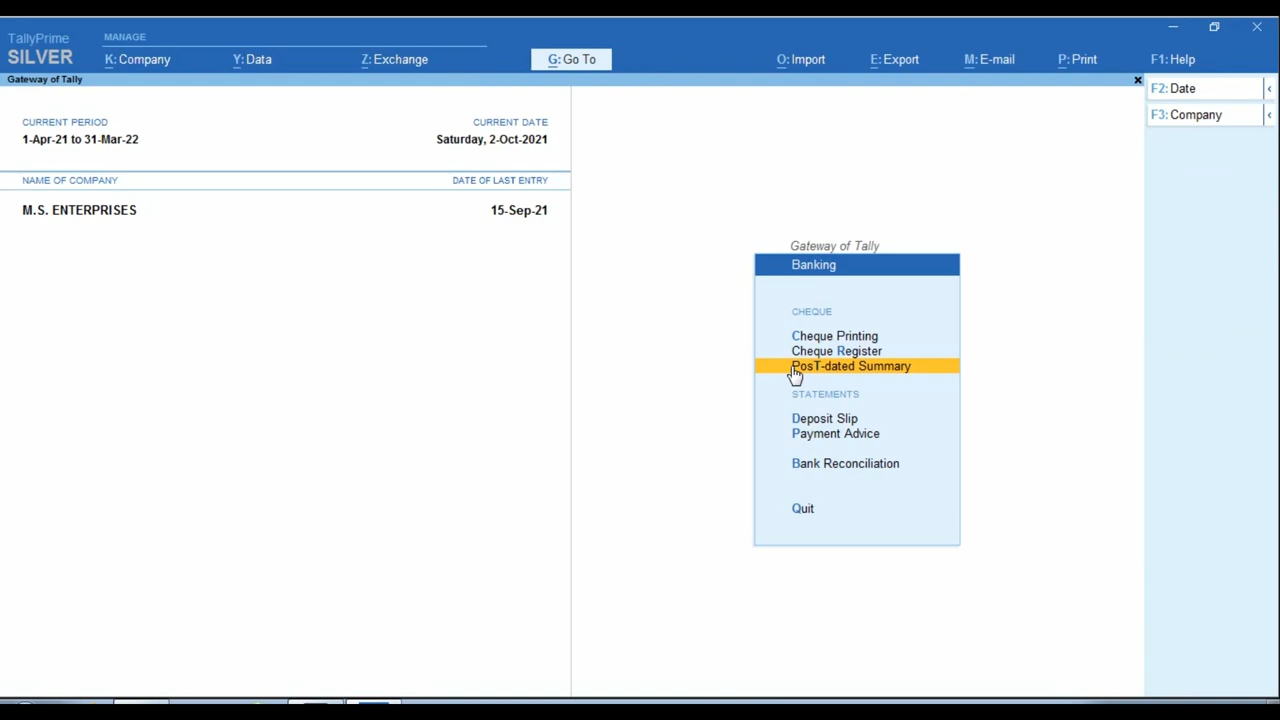 TallyPrime
SILVER
MANAGE
K: Company
Y: Data
Z: Exchange
G: Go To
O: Import
E: Export
M: E-mail
P: Print
F1: Help
Gateway of Tally
F2: Date
F3: Company
CURRENT PERIOD
CURRENT DATE
1-Apr-21 to 31-Mar-22
Saturday, 2-Oct-2021
NAME OF COMPANY
DATE OF LAST ENTRY
M.S. ENTERPRISES
15-Sep-21
Gateway of Tally
Banking
CHEQUE
Cheque Printing
Cheque Register
PosT-dated Summary
STATEMENTS
Deposit Slip
Payment Advice
Bank Reconciliation
Quit